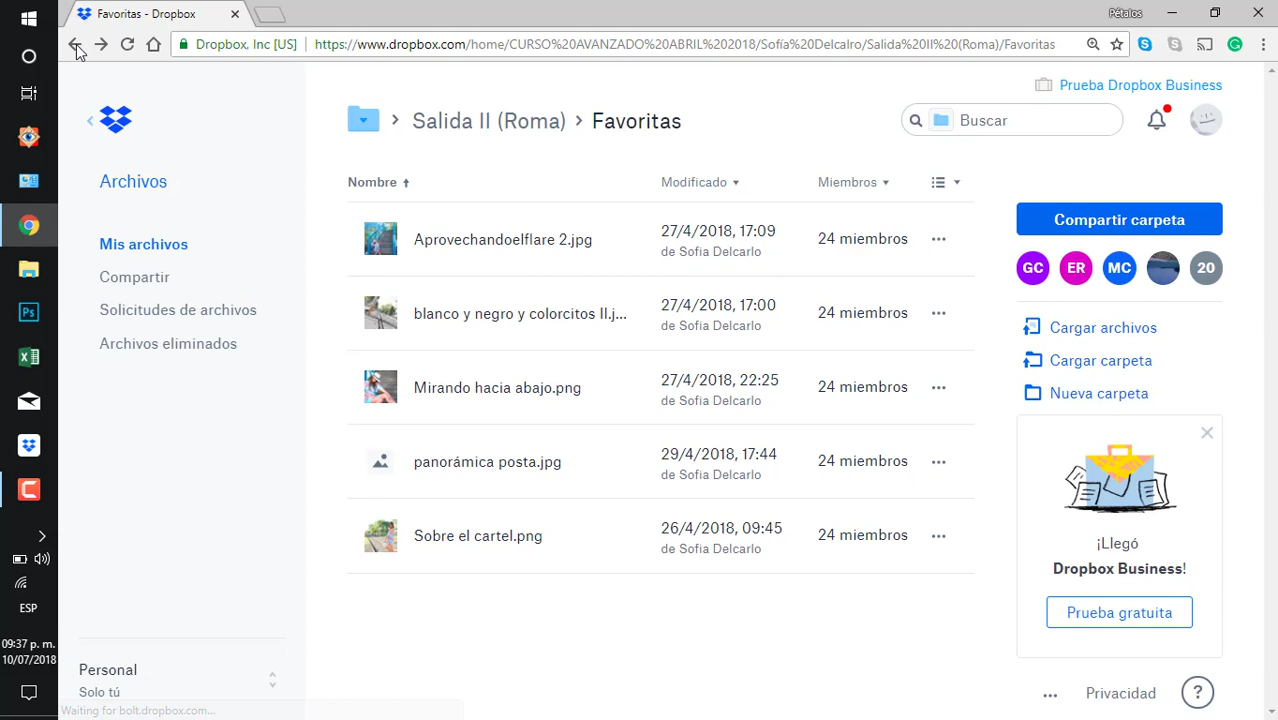 Favoritas - Dropbox
Pétalos
Dropbox, Inc [US]
https://www.dropbox.com/home/CURSO%20AVANZADO%20ABRIL%202018/Sofía%20Delcalro/Salida%20II%20(Roma)/Favoritas
Prueba Dropbox Business
Salida II (Roma) > Favoritas
Buscar
Archivos
Mis archivos
Compartir
Solicitudes de archivos
Archivos eliminados
Nombre
Modificado
Miembros
Aprovechandoelflare 2.jpg
27/4/2018, 17:09
de Sofia Delcarlo
24 miembros
blanco y negro y colorcitos II.j...
27/4/2018, 17:00
de Sofia Delcarlo
24 miembros
Mirando hacia abajo.png
27/4/2018, 22:25
de Sofia Delcarlo
24 miembros
panorámica posta.jpg
29/4/2018, 17:44
de Sofia Delcarlo
24 miembros
Sobre el cartel.png
26/4/2018, 09:45
de Sofia Delcarlo
24 miembros
Compartir carpeta
GC
ER
MC
20
Cargar archivos
Cargar carpeta
Nueva carpeta
¡Llegó
Dropbox Business!
Prueba gratuita
Privacidad
?
Personal
Solo tú
Waiting for bolt.dropbox.com...
Ps
ESP
09:37 p. m.
10/07/2018